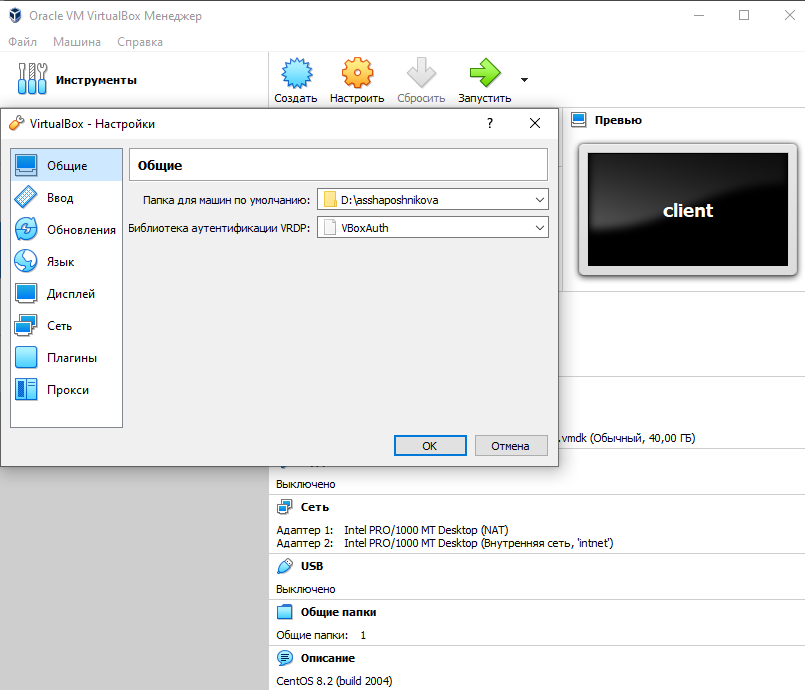 Oracle VM VirtualBox Менеджер
Файл Машина Справка
Инструменты
Создать Настроить Сбросить Запустить
VirtualBox - Настройки
?
Общие
Ввод
Обновления
Язык
Дисплей
Сеть
Плагины
Прокси
Общие
Папка для машин по умолчанию: D:\asshaposhnikova
Библиотека аутентификации VRDP: VBoxAuth
OK Отмена
Превью
client
.vmdk (Обычный, 40,00 ГБ)
Выключено
Сеть
Адаптер 1: Intel PRO/1000 MT Desktop (NAT)
Адаптер 2: Intel PRO/1000 MT Desktop (Внутренняя сеть, 'intnet')
USB
Выключено
Общие папки
Общие папки: 1
Описание
CentOS 8.2 (build 2004)